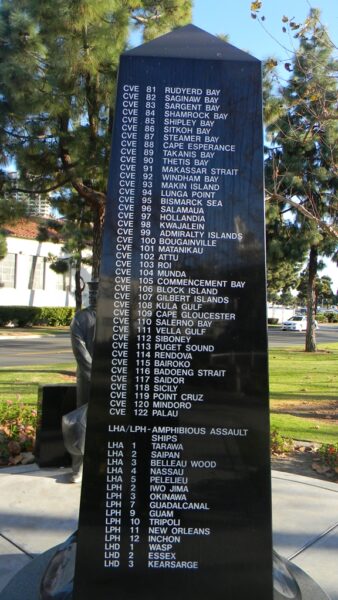 CVE 81 RUDYERD BAY
CVE 82 SAGINAW BAY
CVE 83 SARGENT BAY
CVE 84 SHAMROCK BAY
CVE 85 SHIPLEY BAY
CVE 86 SITKOH BAY
CVE 87 STEAMER BAY
CVE 88 CAPE ESPERANCE
CVE 89 TAKANIS BAY
CVE 90 THETIS BAY
CVE 91 MAKASSAR STRAIT
CVE 92 WINDHAM BAY
CVE 93 MAKIN ISLAND
CVE 94 LUNGA POINT
CVE 95 BISMARCK SEA
CVE 96 SALAMAUA
CVE 97 HOLLANDIA
CVE 98 KWAJALEIN
CVE 99 ADMIRALTY ISLANDS
CVE 100 BOUGAINVILLE
CVE 101 MATANIKAU
CVE 102 ATTU
CVE 103 ROI
CVE 104 MUNDA
CVE 105 COMMENCEMENT BAY
CVE 106 BLOCK ISLAND
CVE 107 GILBERT ISLANDS
CVE 108 KULA GULF
CVE 109 CAPE GLOUCESTER
CVE 110 SALERNO BAY
CVE 111 VELLA GULF
CVE 112 SIBONEY
CVE 113 PUGET SOUND
CVE 114 RENDOVA
CVE 115 BAIROKO
CVE 116 BADOENG STRAIT
CVE 117 SAIDOR
CVE 118 SICILY
CVE 119 POINT CRUZ
CVE 120 MINDORO
CVE 122 PALAU
LHA/LPH-AMPHIBIOUS ASSAULT
SHIPS
LHA 1 TARAWA
LHA 2 SAIPAN
LHA 3 BELLEAU WOOD
LHA 4 NASSAU
LHA 5 PELELIEU
LPH 2 IWO JIMA
LPH 3 OKINAWA
LPH 7 GUADALCANAL
LPH 9 GUAM
LPH 10 TRIPOLI
LPH 11 NEW ORLEANS
LPH 12 INCHON
LHD 1 WASP
LHD 2 ESSEX
LHD 3 KEARSARGE